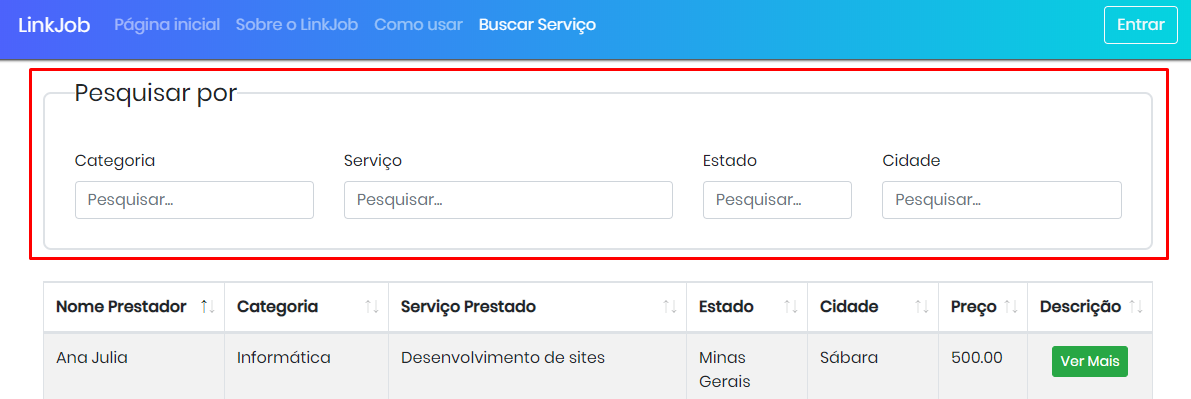 LinkJob Página inicial Sobre o LinkJob Como usar Buscar Serviço Entrar
Pesquisar por
Categoria Serviço Estado Cidade
Pesquisar... Pesquisar... Pesquisar... Pesquisar...
Nome Prestador Categoria Serviço Prestado Estado Cidade Preço Descrição
Ana Julia Informática Desenvolvimento de sites Minas Sábara 500.00 Ver Mais
Gerais